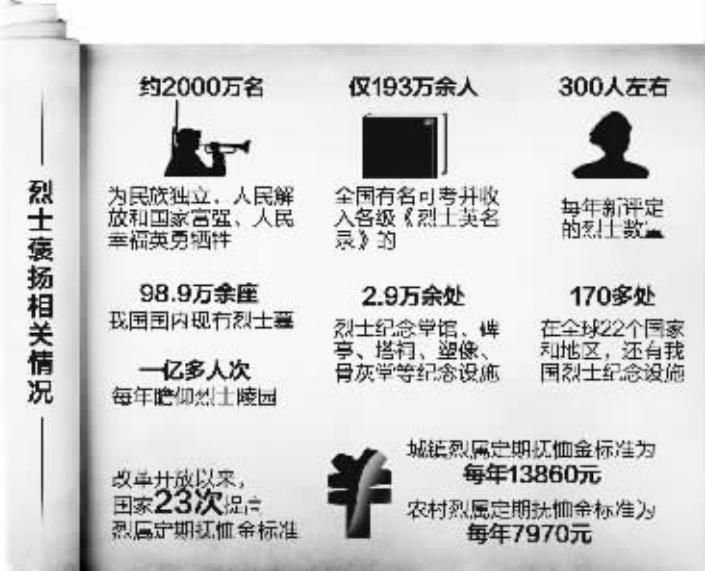 烈士褒扬相关情况
约2000万名
为民族独立、人民解
放和国家富强、人民
幸福英勇牺牲
仅193万余人
全国有名可考并收
入各级《烈士英名
录》的
300人左右
每年新评定
的烈士数量
98.9万余座
我国国内现有烈士墓
一亿多人次
每年瞻仰烈士陵园
2.9万余处
烈士纪念堂馆、碑
亭、塔祠、塑像、
骨灰堂等纪念设施
170多处
在全球22个国家
和地区，还有我
国烈士纪念设施
改革开放以来，
国家23次提高
烈属定期抚恤金标准
城镇烈属定期抚恤金标准为
每年13860元
农村烈属定期抚恤金标准为
每年7970元